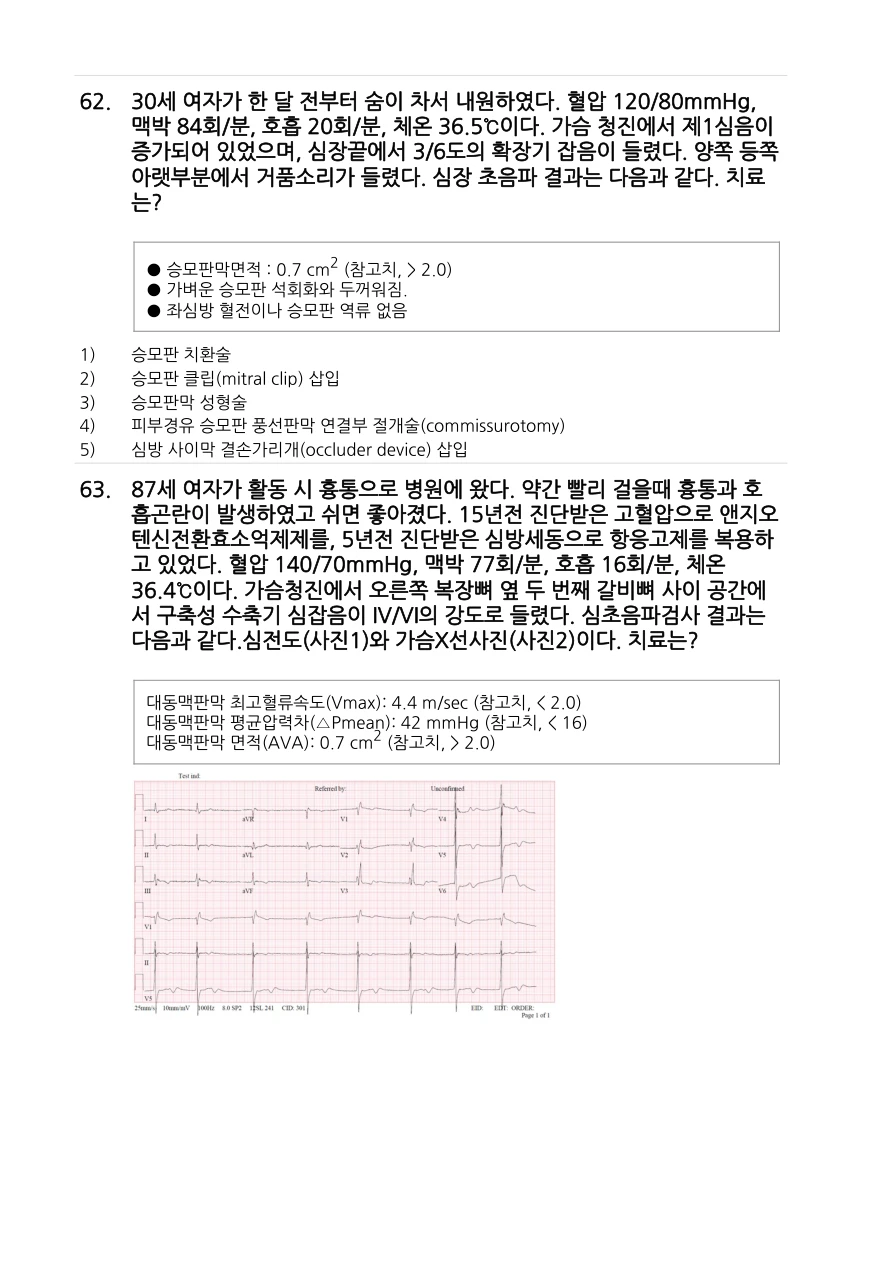 62. 30세 여자가 한 달 전부터 숨이 차서 내원하였다. 혈압 120/80mmHg,
맥박 84회/분, 호흡 20회/분, 체온 36.5℃이다. 가슴 청진에서 제1심음이
증가되어 있었으며, 심장끝에서 3/6도의 확장기 잡음이 들렸다. 양쪽 등쪽
아랫부분에서 거품소리가 들렸다. 심장 초음파 결과는 다음과 같다. 치료
는?
● 승모판막면적 : 0.7 cm² (참고치, > 2.0)
● 가벼운 승모판 석회화와 두꺼워짐.
● 좌심방 혈전이나 승모판 역류 없음
1) 승모판 치환술
2) 승모판 클립(mitral clip) 삽입
3) 승모판막 성형술
4) 피부경유 승모판 풍선판막 연결부 절개술(commissurotomy)
5) 심방 사이막 결손가리개(occluder device) 삽입
63. 87세 여자가 활동 시 흉통으로 병원에 왔다. 약간 빨리 걸을때 흉통과 호
흡곤란이 발생하였고 쉬면 좋아졌다. 15년전 진단받은 고혈압으로 앤지오
텐신전환효소억제제를, 5년전 진단받은 심방세동으로 항응고제를 복용하
고 있었다. 혈압 140/70mmHg, 맥박 77회/분, 호흡 16회/분, 체온
36.4℃이다. 가슴청진에서 오른쪽 복장뼈 옆 두 번째 갈비뼈 사이 공간에
서 구축성 수축기 심잡음이 IV/VI의 강도로 들렸다. 심초음파검사 결과는
다음과 같다.심전도(사진1)와 가슴X선사진(사진2)이다. 치료는?
대동맥판막 최고혈류속도(Vmax): 4.4 m/sec (참고치, < 2.0)
대동맥판막 평균압력차(△Pmean): 42 mmHg (참고치, < 16)
대동맥판막 면적(AVA): 0.7 cm² (참고치, > 2.0)
Test ind:
Referred by: Unconfirmed
I aVR V1 V4
II aVL V2 V5
III aVF V3 V6
V1
II
V5
25mm/s 10mm/mV 100Hz 8.0 SP2 12SL 241 CID: 301 EID: EDT: ORDER:
Page 1 of 1